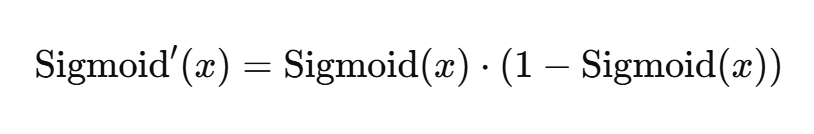 Sigmoid′(x) = Sigmoid(x) · (1 − Sigmoid(x))